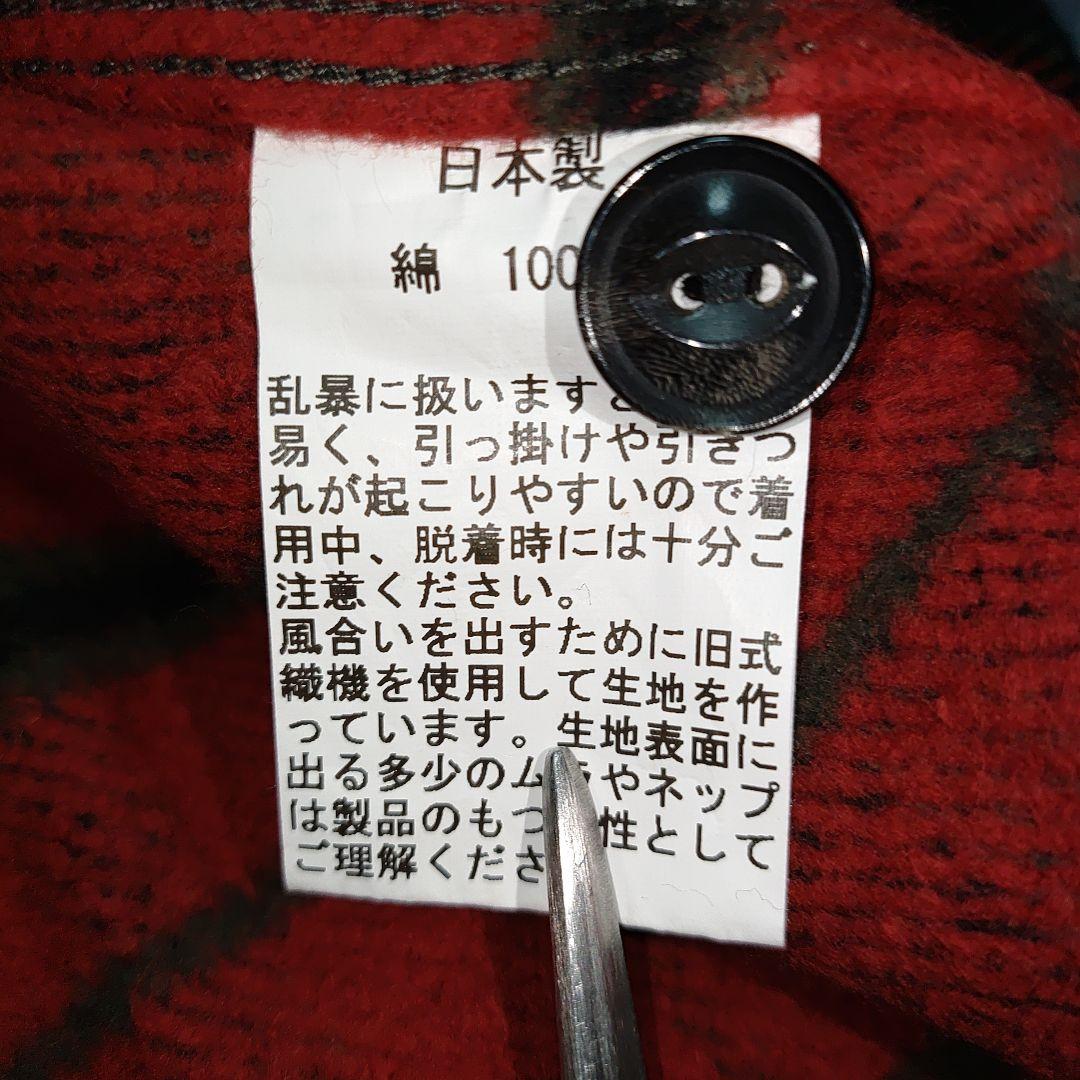 日本製
綿 100
乱暴に扱います
易く、引っ掛けや引きつ
れが起こりやすいので着
用中、脱着時には十分ご
注意ください。
風合いを出すために旧式
織機を使用して生地を作
っています。生地表面に
出る多少のムラやネップ
は製品のもつ 性として
ご理解くださ